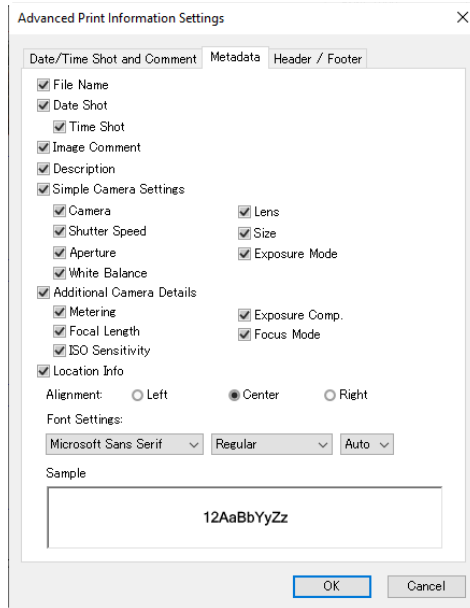 Advanced Print Information Settings
Date/Time Shot and Comment Metadata Header / Footer
File Name
Date Shot
Time Shot
Image Comment
Description
Simple Camera Settings
Camera Lens
Shutter Speed Size
Aperture Exposure Mode
White Balance
Additional Camera Details
Metering Exposure Comp.
Focal Length Focus Mode
ISO Sensitivity
Location Info
Alignment: Left Center Right
Font Settings:
Microsoft Sans Serif Regular Auto
Sample
12AaBbYyZz
OK Cancel